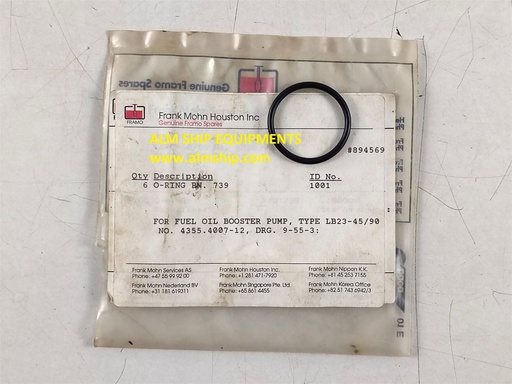 Genuine Framo Spares
FRAMO
Frank Mohn Houston Inc
Genuine Framo Spares
ALM SHIP EQUIPMENTS
www.almship.com
#894569
Qty Description ID No.
6 O-RING BN. 739 1001
FOR FUEL OIL BOOSTER PUMP, TYPE LB23-45/90
NO. 4355.4007-12, DRG. 9-55-3:
Frank Mohn Services AS Frank Mohn Houston Inc. Frank Mohn Nippon K.K.
Phone: +47 55 99 92 00 Phone: +1 281 471-7920 Phone: +81 45 253 7155
Frank Mohn Nederland BV Frank Mohn Singapore Pte. Ltd. Frank Mohn Korea Office
Phone: +31 181 619311 Phone: +65 861 4455 Phone: +82 51 743 6942/3